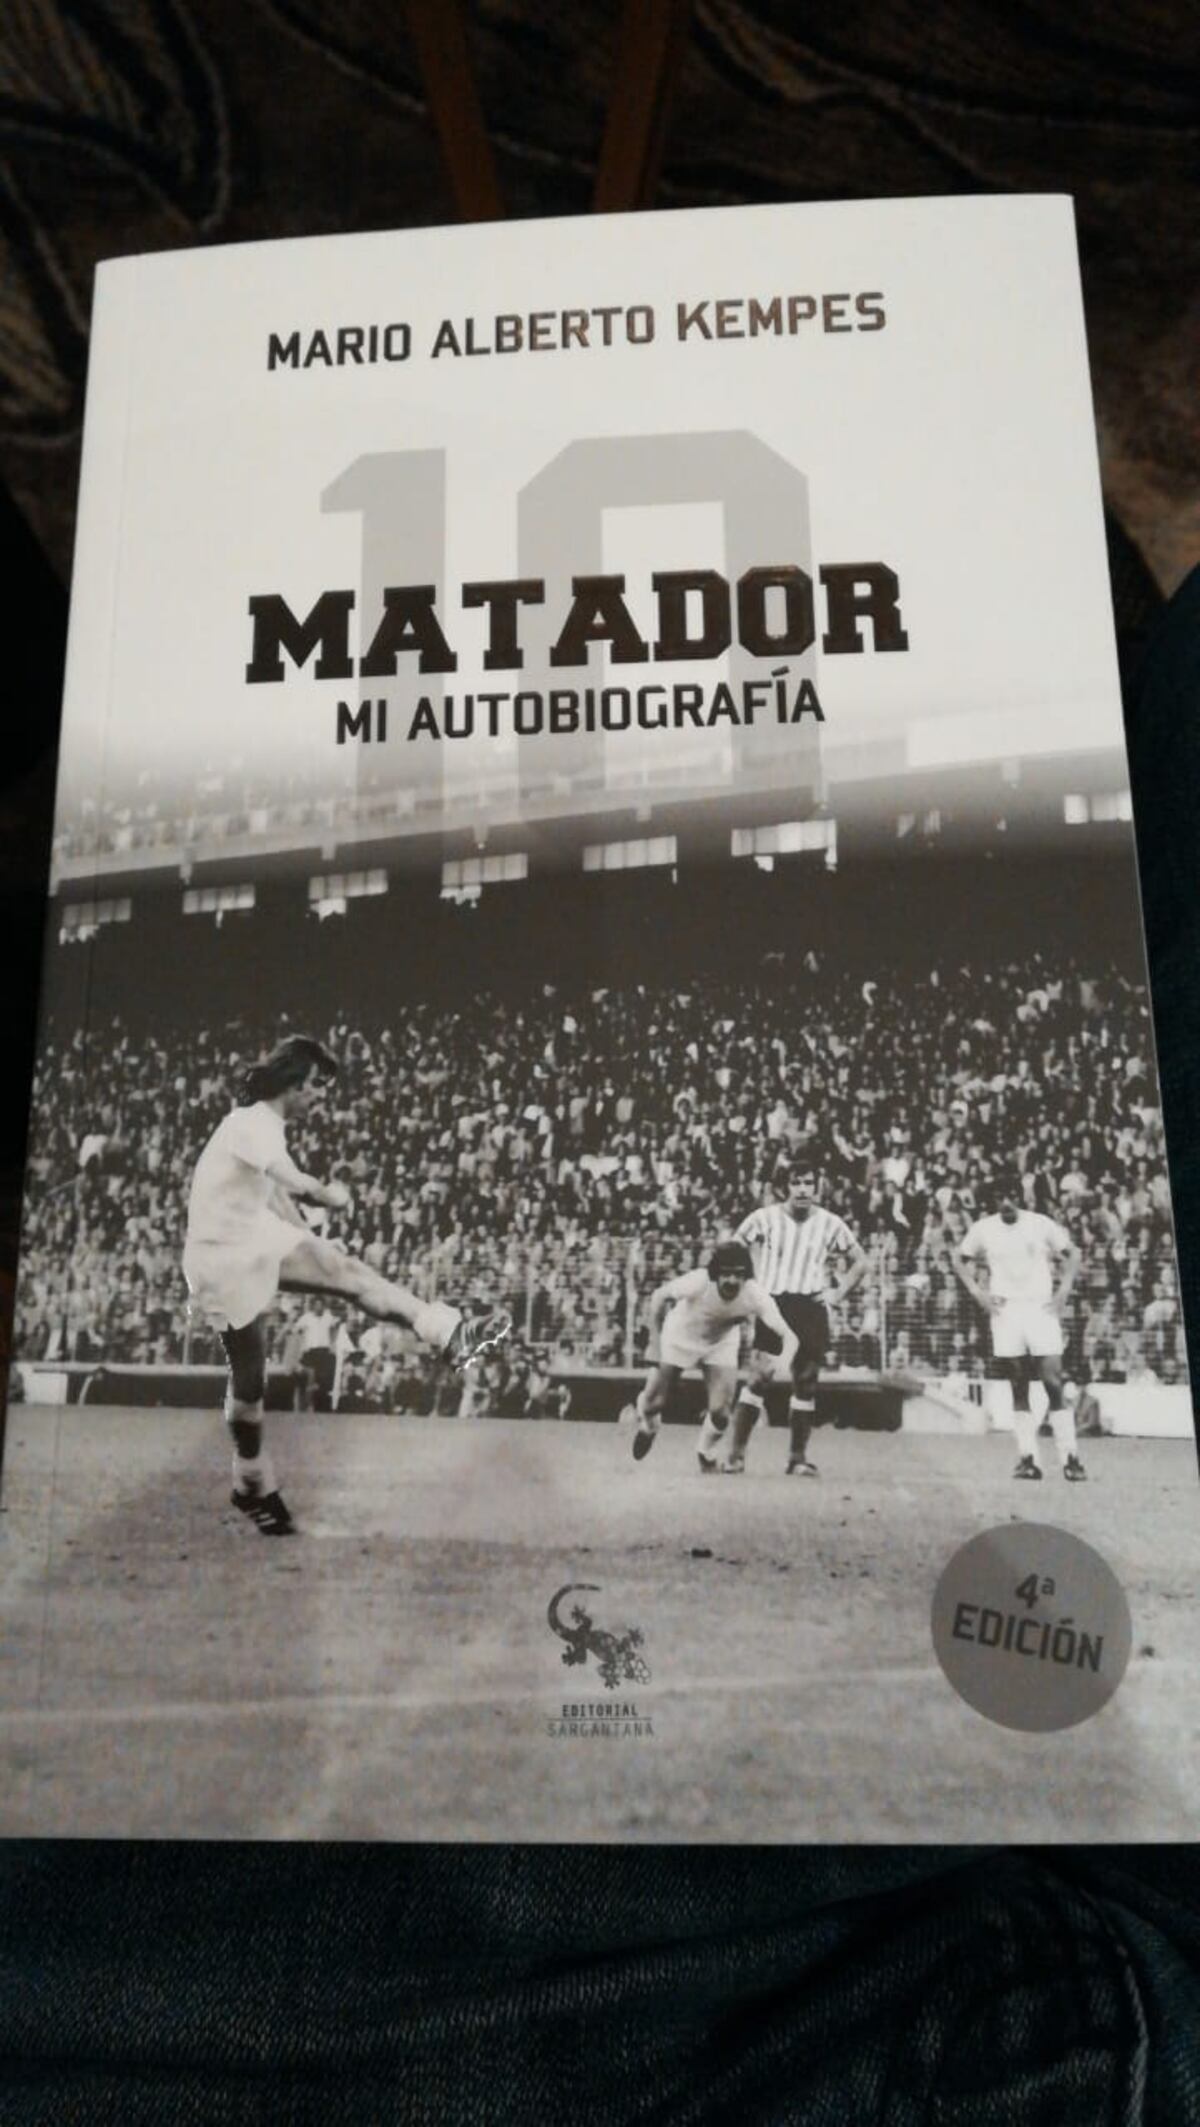 MARIO ALBERTO KEMPES
10
MATADOR
MI AUTOBIOGRAFÍA
4ª
EDICIÓN
EDITORIAL
SARGANTANA